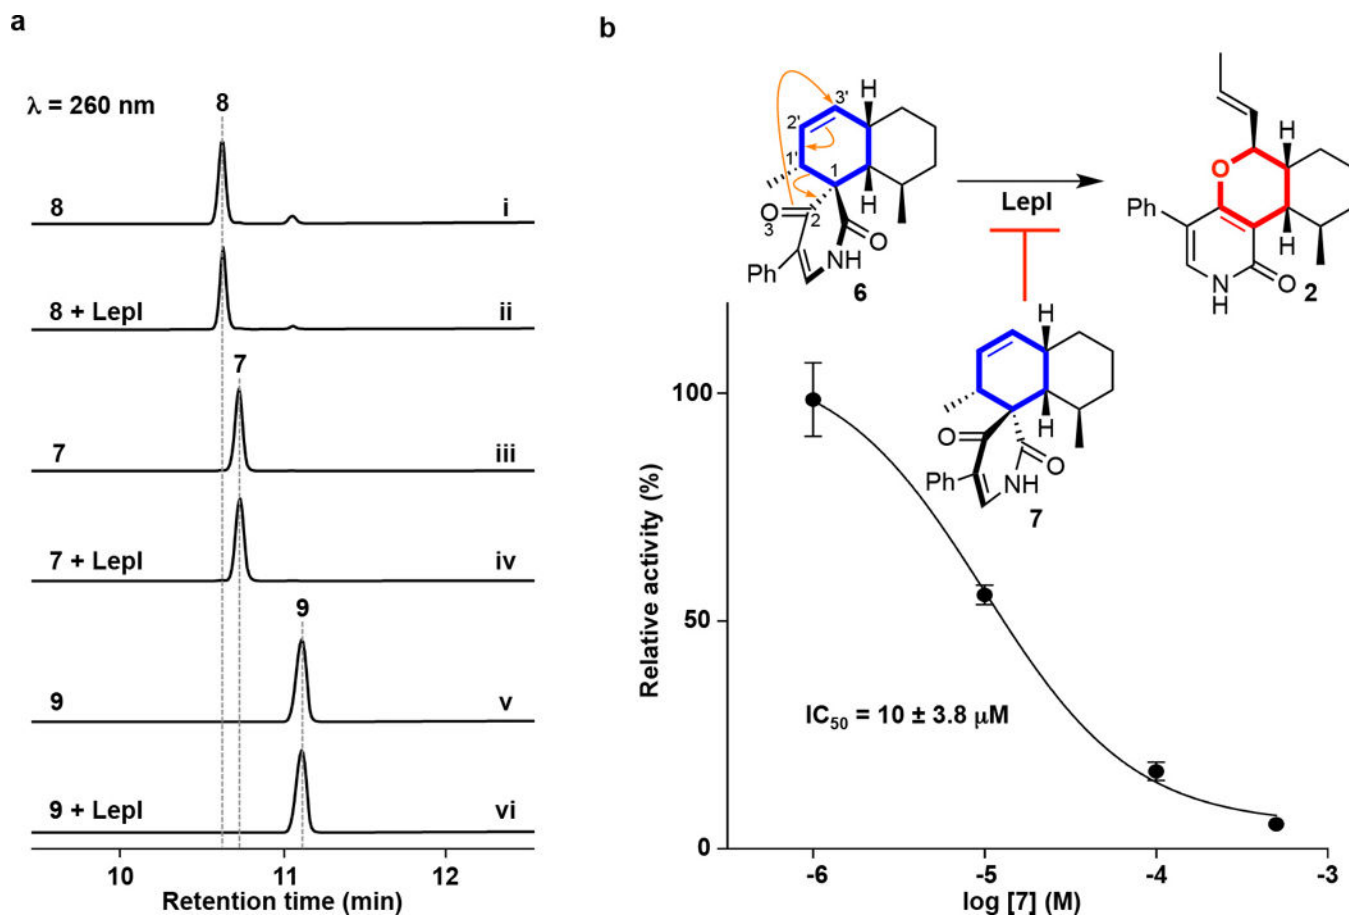 a
λ = 260 nm
8
8
i
8 + LepI
ii
7
7
iii
7 + LepI
iv
9
9
v
9 + LepI
vi
10
11
12
Retention time (min)
b
H
3'
2'
1'
1
H
O
3
2
O
Ph
NH
6
LepI
H
O
H
Ph
O
N
H
2
H
H
O
O
Ph
NH
7
100
50
0
Relative activity (%)
IC50 = 10 ± 3.8 μM
-6
-5
-4
-3
log [7] (M)